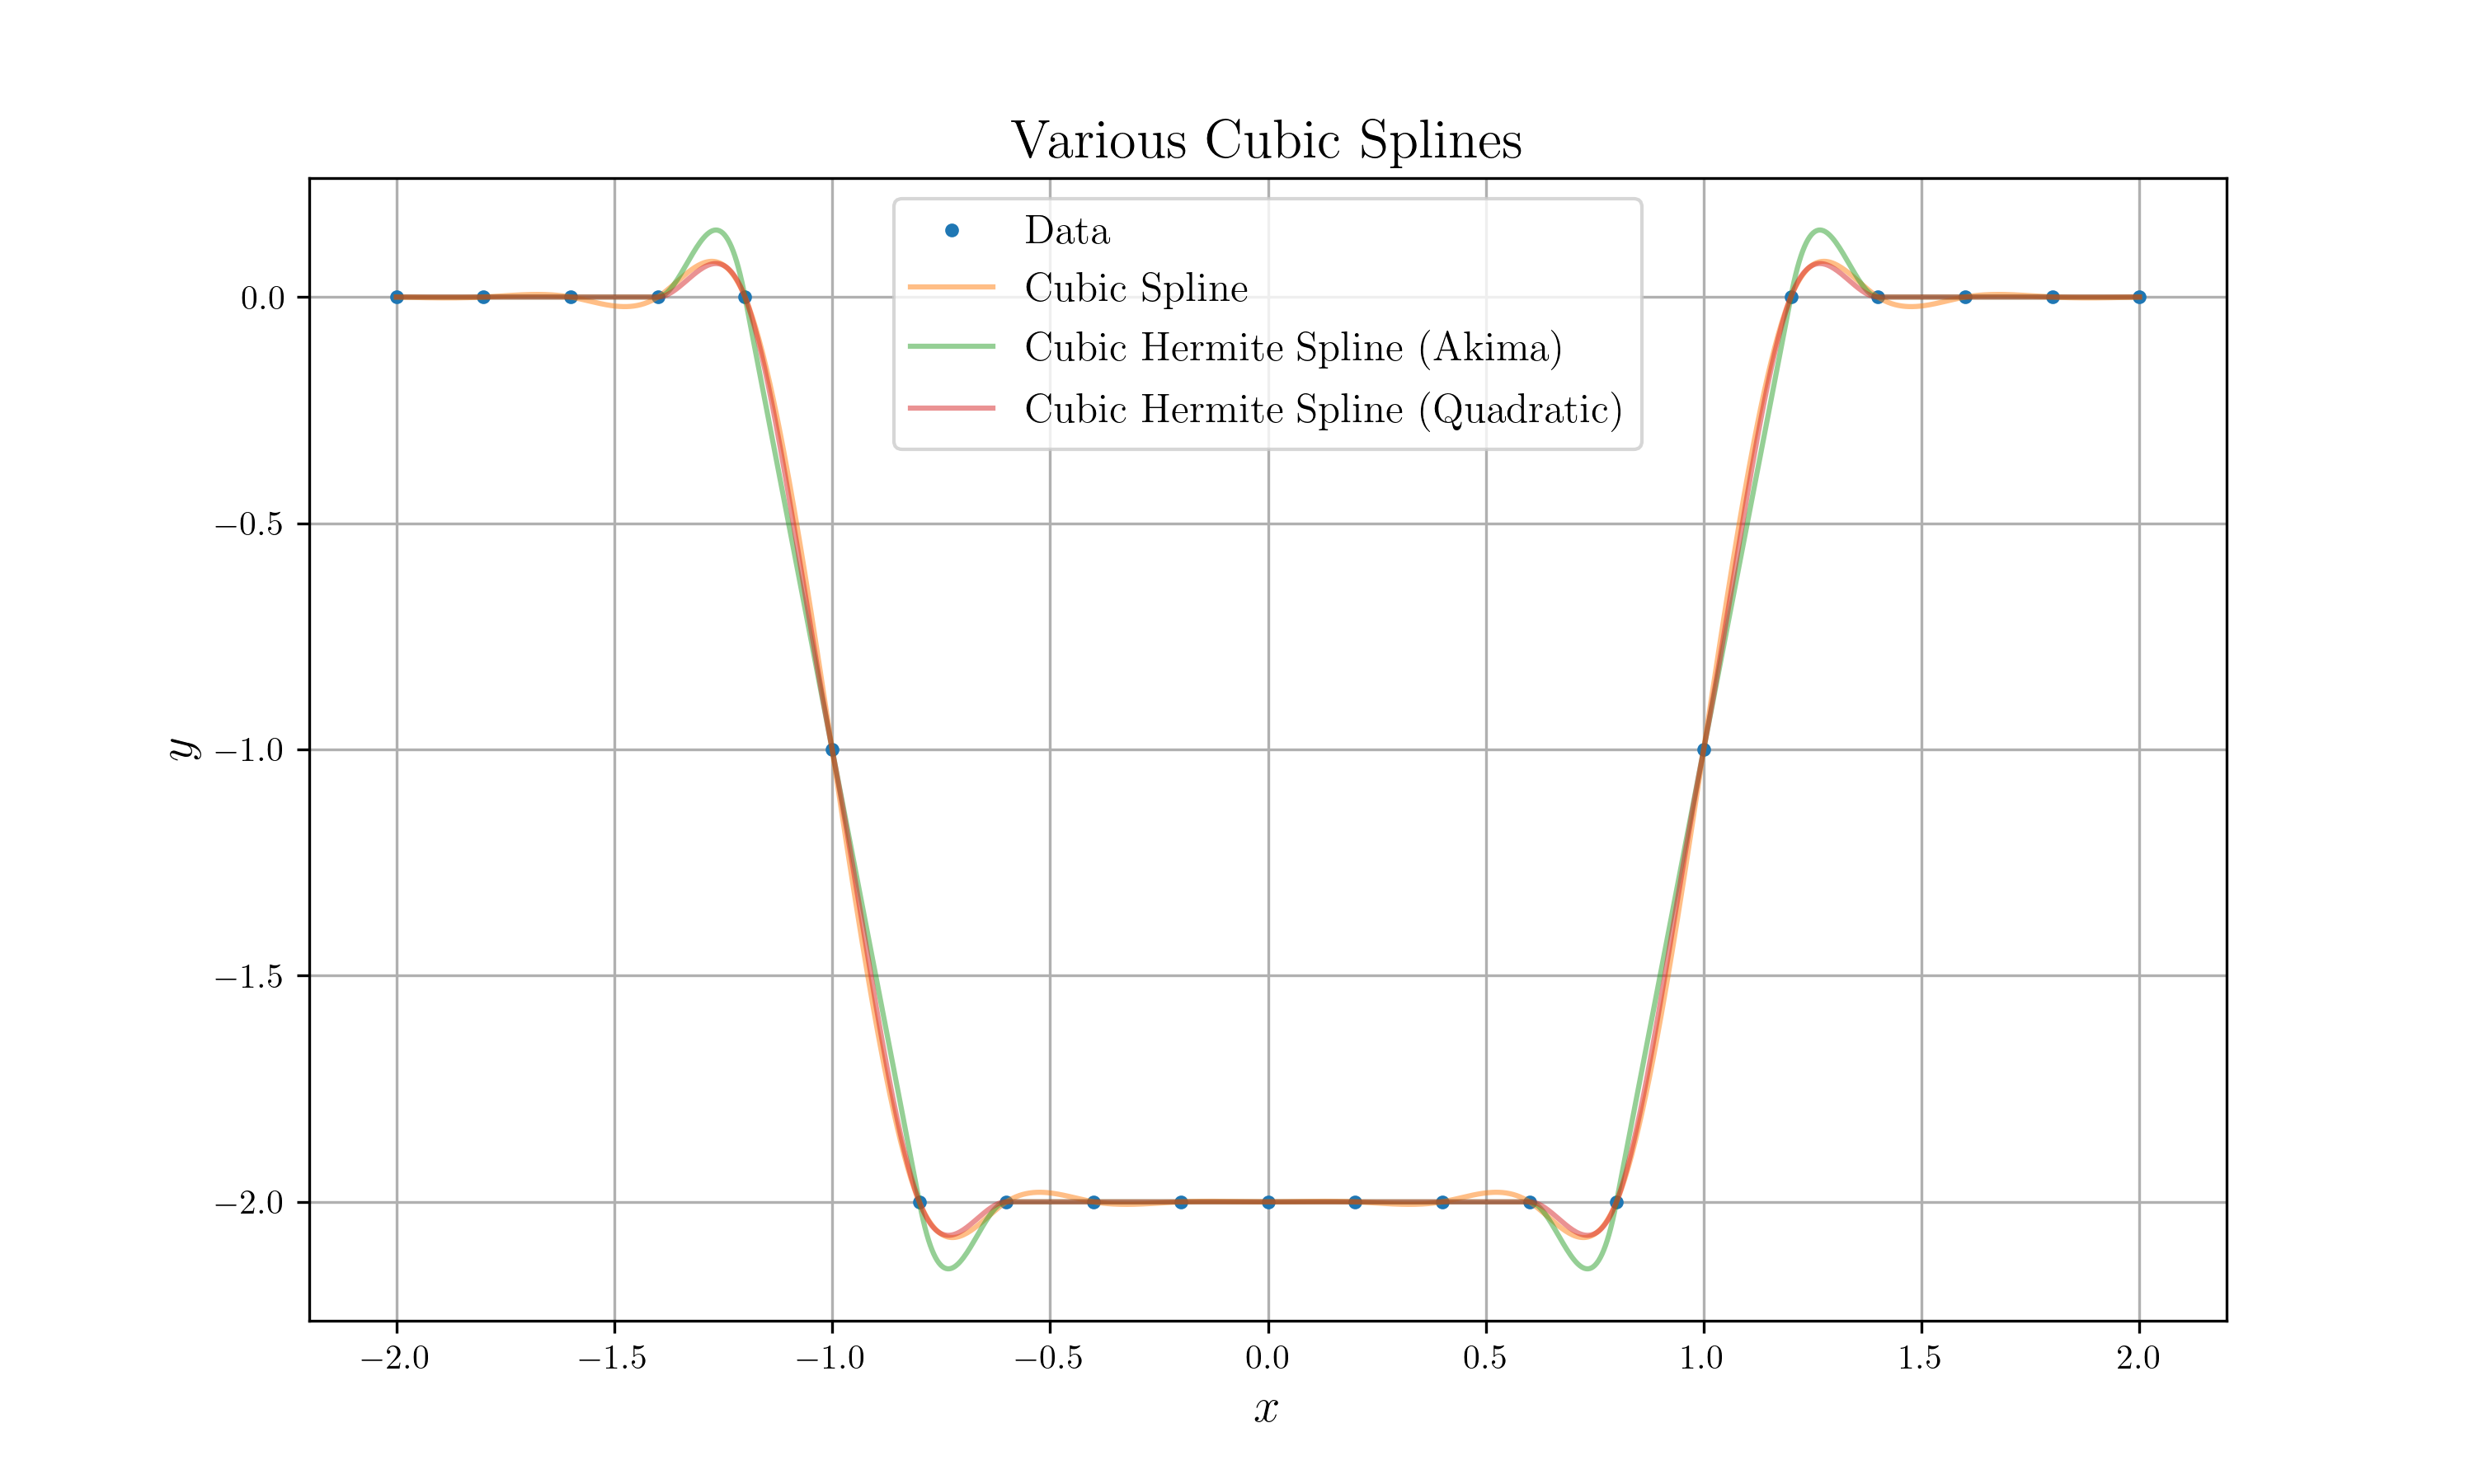 Various Cubic Splines
Data
Cubic Spline
Cubic Hermite Spline (Akima)
Cubic Hermite Spline (Quadratic)
0.0
−0.5
−1.0
−1.5
−2.0
y
−2.0 −1.5 −1.0 −0.5 0.0 0.5 1.0 1.5 2.0
x